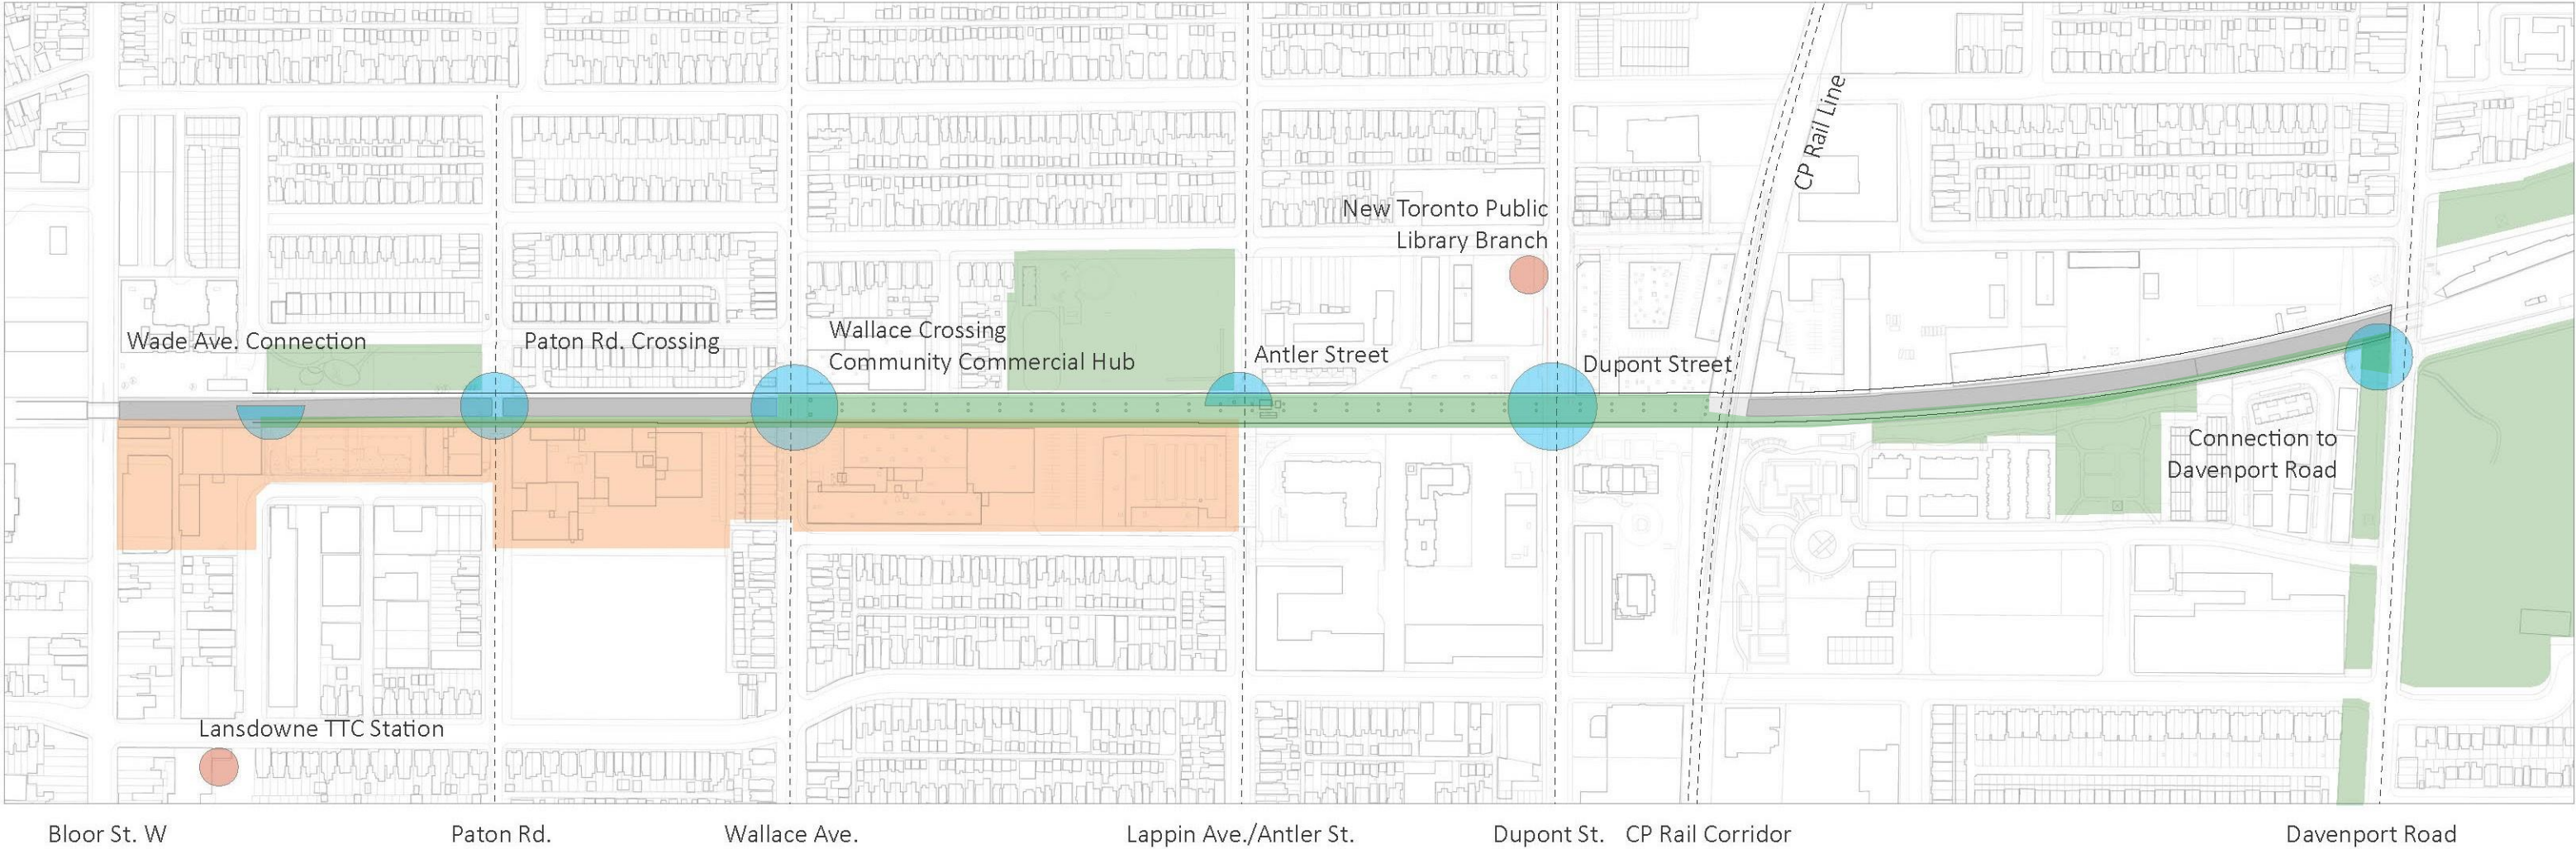 CP Rail Line
New Toronto Public
Library Branch
Wade Ave. Connection
Paton Rd. Crossing
Wallace Crossing
Community Commercial Hub
Antler Street
Dupont Street
Connection to
Davenport Road
Lansdowne TTC Station
Bloor St. W
Paton Rd.
Wallace Ave.
Lappin Ave./Antler St.
Dupont St.
CP Rail Corridor
Davenport Road